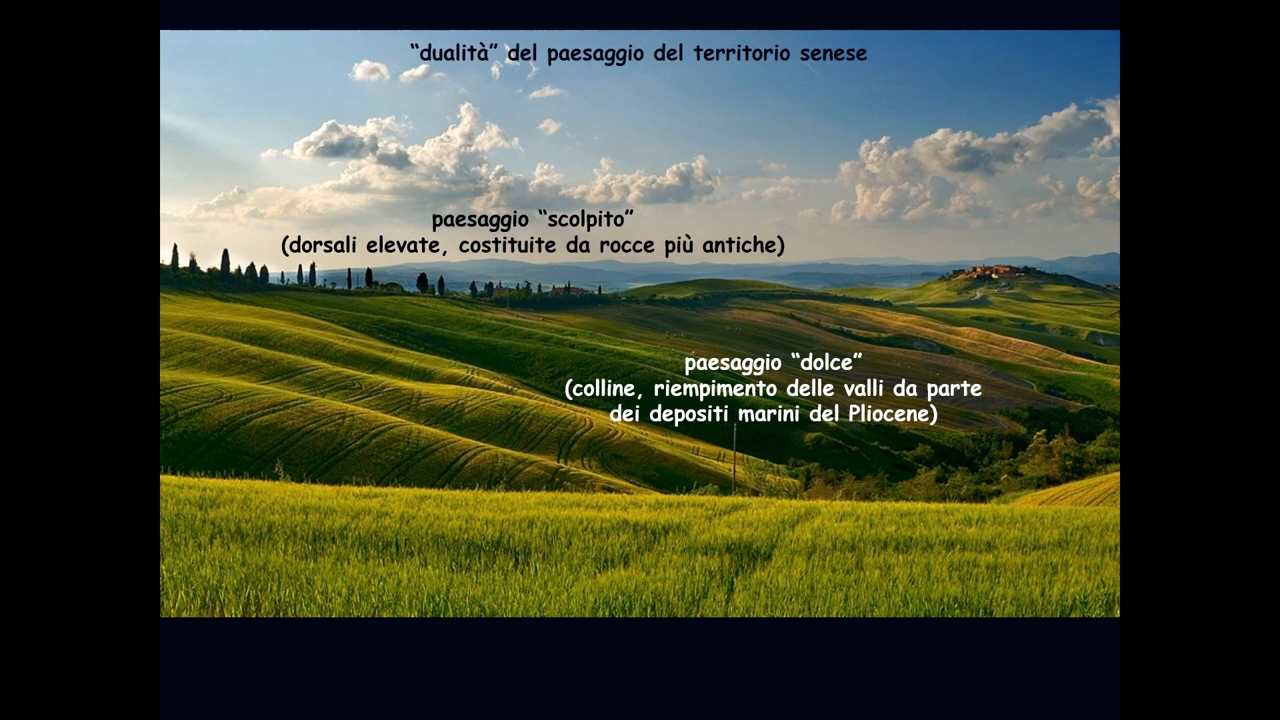 “dualità” del paesaggio del territorio senese
paesaggio “scolpito”
(dorsali elevate, costituite da rocce più antiche)
paesaggio “dolce”
(colline, riempimento delle valli da parte
dei depositi marini del Pliocene)